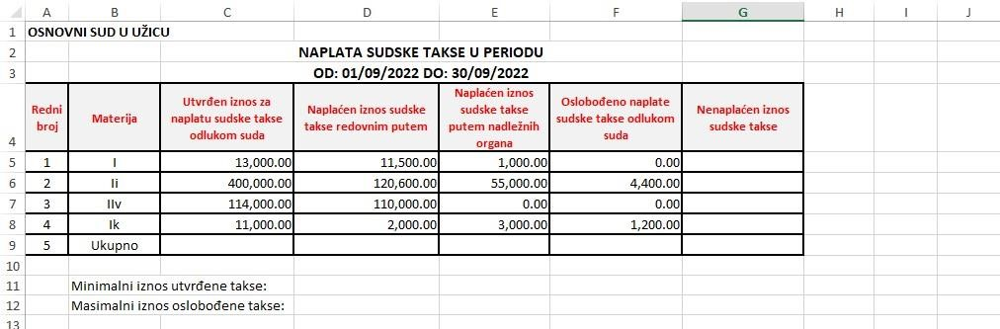 A B C D E F G H I J
1 OSNOVNI SUD U UŽICU
2 NAPLATA SUDSKE TAKSE U PERIODU
3 OD: 01/09/2022 DO: 30/09/2022
4 Redni broj Materija Utvrđen iznos za naplatu sudske takse odlukom suda Naplaćen iznos sudske takse redovnim putem Naplaćen iznos sudske takse putem nadležnih organa Oslobođeno naplate sudske takse odlukom suda Nenaplaćen iznos sudske takse
5 1 I 13,000.00 11,500.00 1,000.00 0.00
6 2 Ii 400,000.00 120,600.00 55,000.00 4,400.00
7 3 IIv 114,000.00 110,000.00 0.00 0.00
8 4 Ik 11,000.00 2,000.00 3,000.00 1,200.00
9 5 Ukupno
10
11 Minimalni iznos utvrđene takse:
12 Masimalni iznos oslobođene takse:
13